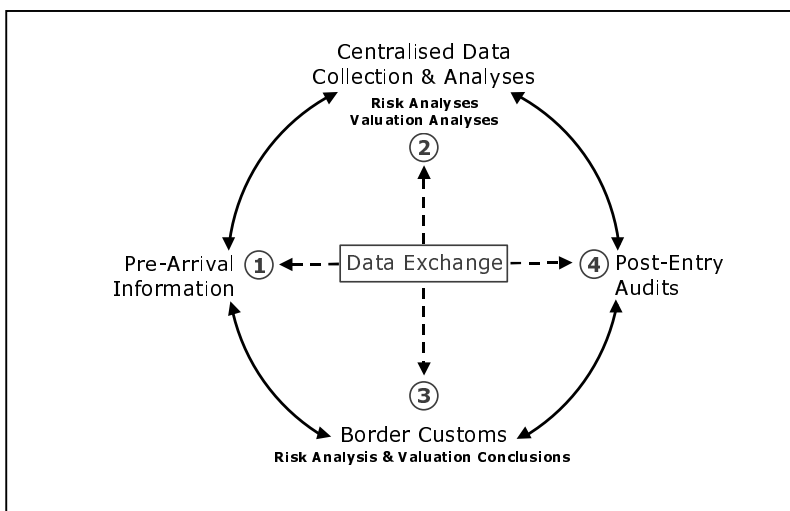 Centralised Data
Collection & Analyses
Risk Analyses
Valuation Analyses
2
Pre-Arrival
Information
1
Data Exchange
4
Post-Entry
Audits
3
Border Customs
Risk Analysis & Valuation Conclusions